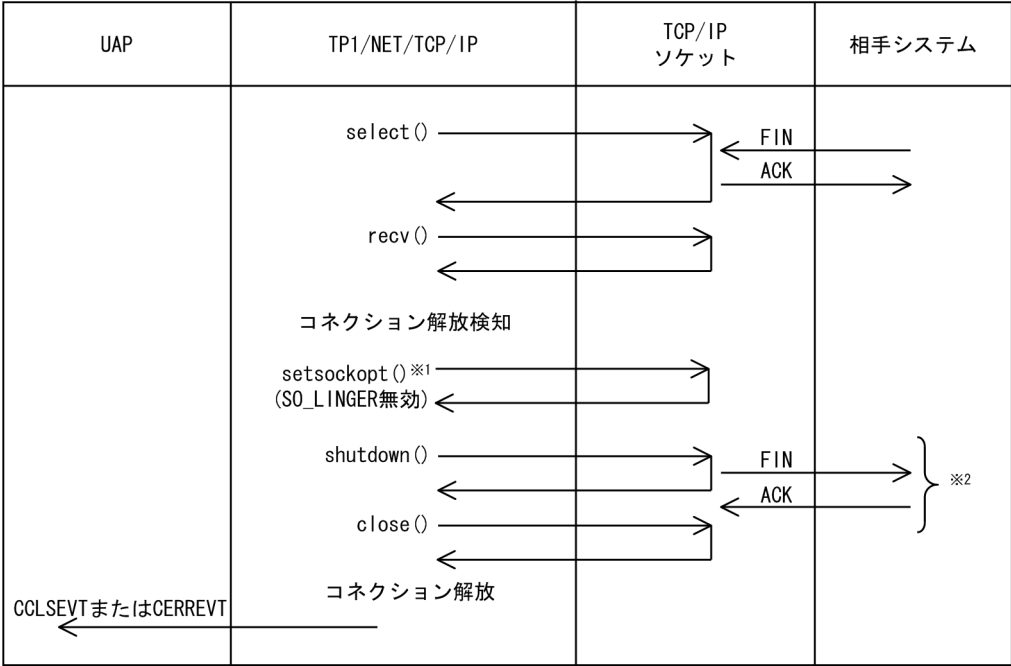 UAP
TP1/NET/TCP/IP
TCP/IP
ソケット
相手システム
select()
FIN
ACK
recv()
コネクション解放検知
setsockopt()※1
(SO_LINGER無効)
shutdown()
FIN
※2
ACK
close()
コネクション解放
CCLSEVTまたはCERREVT